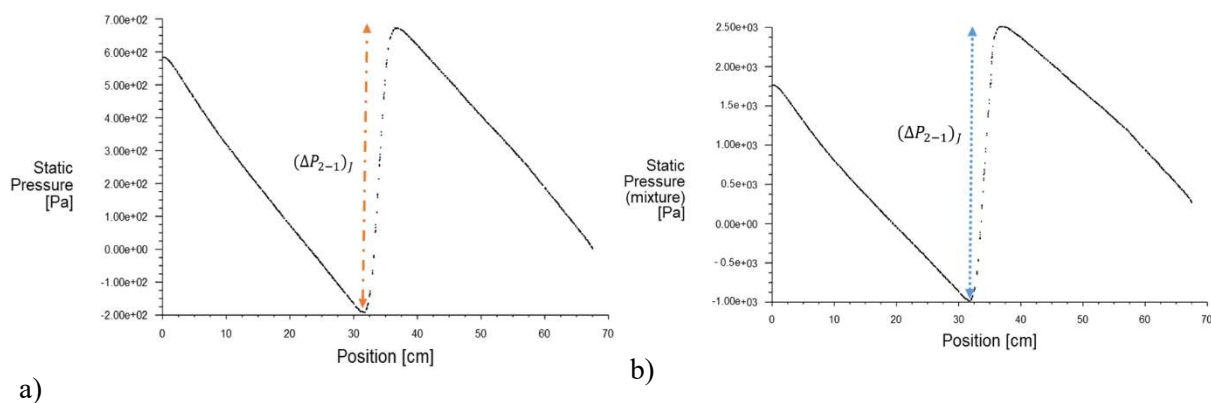 7.00e+02
6.00e+02
5.00e+02
4.00e+02
3.00e+02
2.00e+02
1.00e+02
0.00e+00
-1.00e+02
-2.00e+02
Static
Pressure
[Pa]
(ΔP₂₋₁)_J
0 10 20 30 40 50 60 70
Position [cm]
a)
2.50e+03
2.00e+03
1.50e+03
1.00e+03
0.5e+03
0.00e+00
-0.5e+03
-1.00e+03
Static
Pressure
(mixture)
[Pa]
(ΔP₂₋₁)_J
0 10 20 30 40 50 60 70
Position [cm]
b)